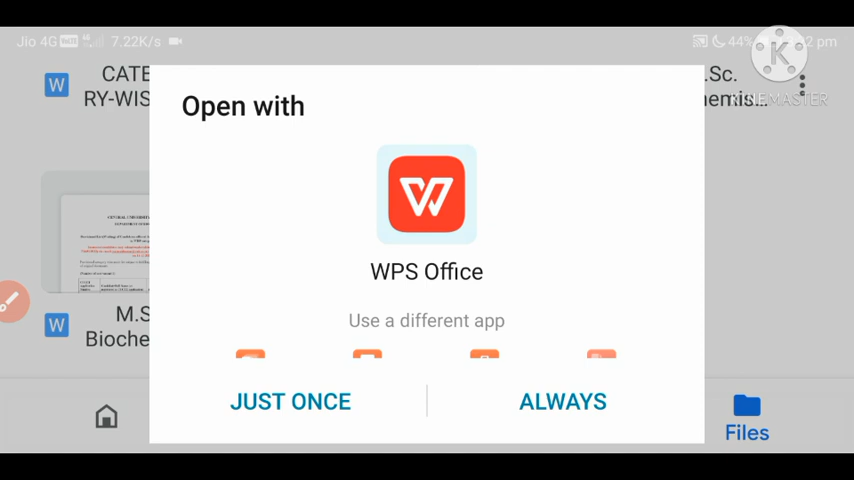 Jio 4G 7.22K/s 44% pm
KINEMASTER
CATE
RY-WIS
.Sc.
Open with
WPS Office
Use a different app
JUST ONCE
ALWAYS
M.S
Bioche
Files